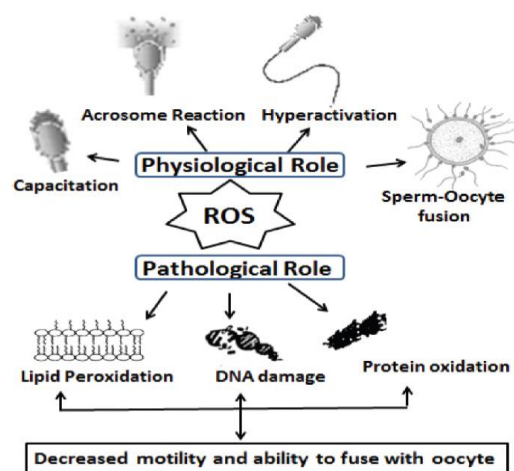 Acrosome Reaction
Hyperactivation
Capacitation
Physiological Role
Sperm-Oocyte
fusion
ROS
Pathological Role
Lipid Peroxidation
DNA damage
Protein oxidation
Decreased motility and ability to fuse with oocyte